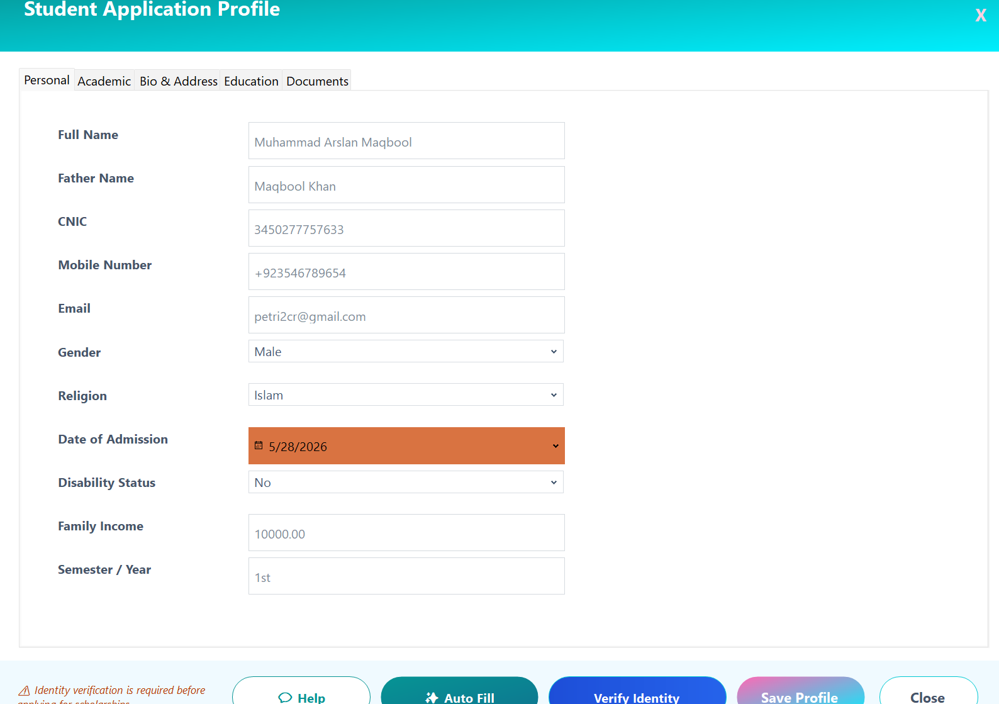 Student Application Profile
X
Personal Academic Bio & Address Education Documents
Full Name Muhammad Arslan Maqbool
Father Name Maqbool Khan
CNIC 3450277757633
Mobile Number +923546789654
Email petri2cr@gmail.com
Gender Male
Religion Islam
Date of Admission 5/28/2026
Disability Status No
Family Income 10000.00
Semester / Year 1st
⚠ Identity verification is required before
applying for scholarships
Help Auto Fill Verify Identity Save Profile Close